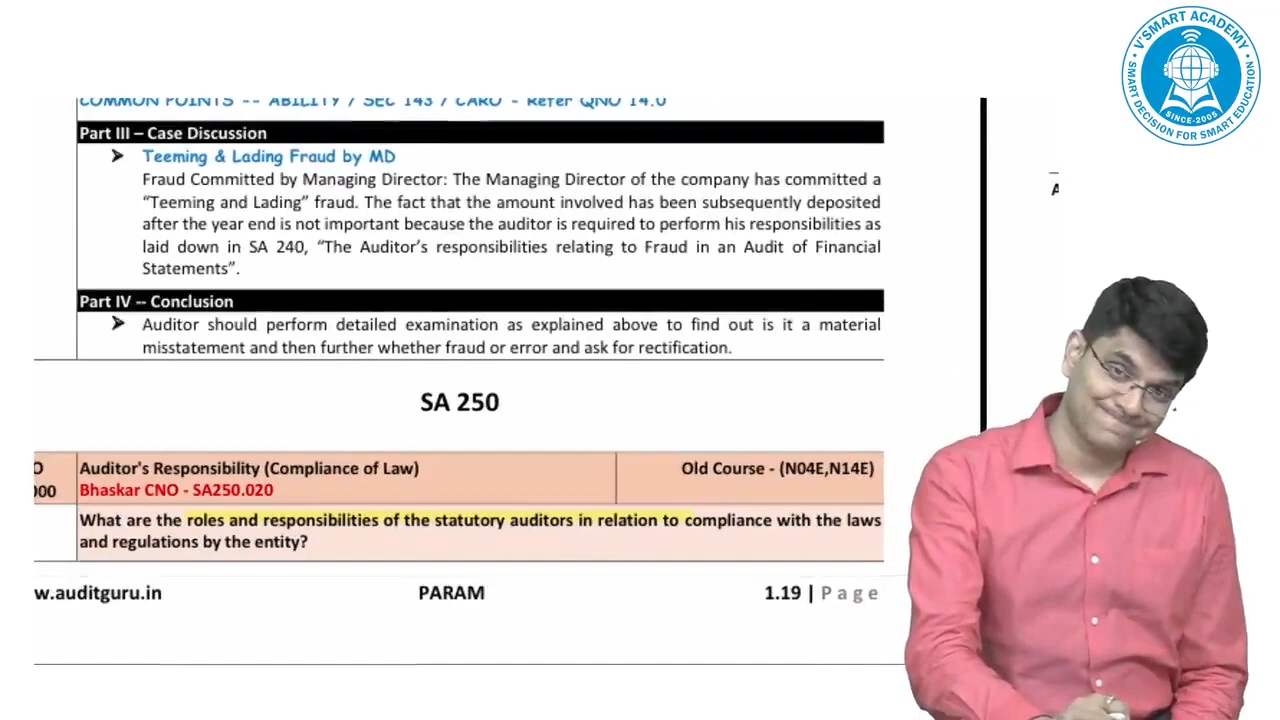 V'SMART ACADEMY
SINCE-2005
SMART DECISION FOR SMART EDUCATION
COMMON POINTS -- ABILITY / SEC 143 / CARO - Refer QNO 14.0
Part III – Case Discussion
➤ Teeming & Lading Fraud by MD
Fraud Committed by Managing Director: The Managing Director of the company has committed a
“Teeming and Lading” fraud. The fact that the amount involved has been subsequently deposited
after the year end is not important because the auditor is required to perform his responsibilities as
laid down in SA 240, “The Auditor’s responsibilities relating to Fraud in an Audit of Financial
Statements”.
Part IV -- Conclusion
➤ Auditor should perform detailed examination as explained above to find out is it a material
misstatement and then further whether fraud or error and ask for rectification.
SA 250
O Auditor's Responsibility (Compliance of Law) Old Course - (N04E,N14E)
000 Bhaskar CNO - SA250.020
What are the roles and responsibilities of the statutory auditors in relation to compliance with the laws
and regulations by the entity?
w.auditguru.in PARAM 1.19 | Page